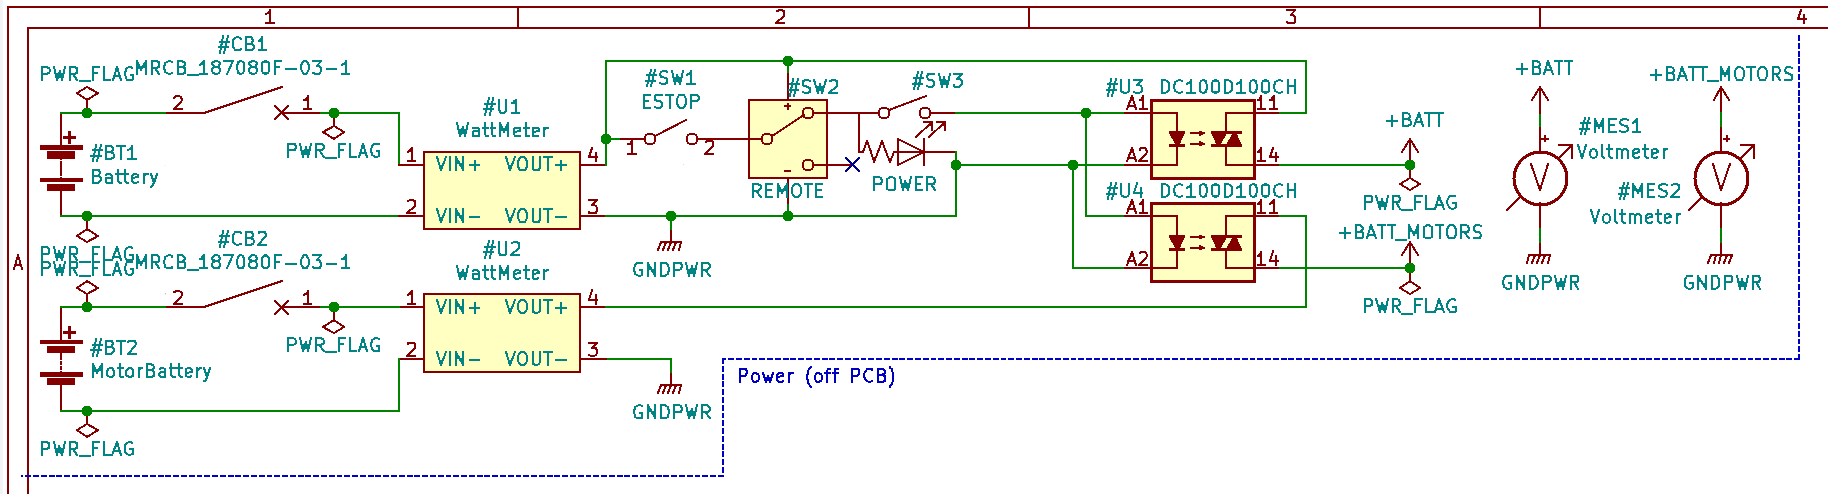 1
2
3
4
A
#CB1
MRCB_187080F-03-1
PWR_FLAG
2
1
PWR_FLAG
+
#BT1
Battery
PWR_FLAG
#U1
WattMeter
1
VIN+
VOUT+
4
2
VIN-
VOUT-
3
#SW1
ESTOP
1
2
#SW2
+
-
REMOTE
#SW3
POWER
GNDPWR
#U3
DC100D100CH
A1
11
A2
14
+BATT
PWR_FLAG
#U4
DC100D100CH
A1
11
A2
14
+BATT_MOTORS
PWR_FLAG
+BATT
+
#MES1
Voltmeter
V
GNDPWR
+BATT_MOTORS
+
#MES2
Voltmeter
V
GNDPWR
#CB2
MRCB_187080F-03-1
PWR_FLAG
2
1
PWR_FLAG
+
#BT2
MotorBattery
PWR_FLAG
#U2
WattMeter
1
VIN+
VOUT+
4
2
VIN-
VOUT-
3
GNDPWR
Power (off PCB)